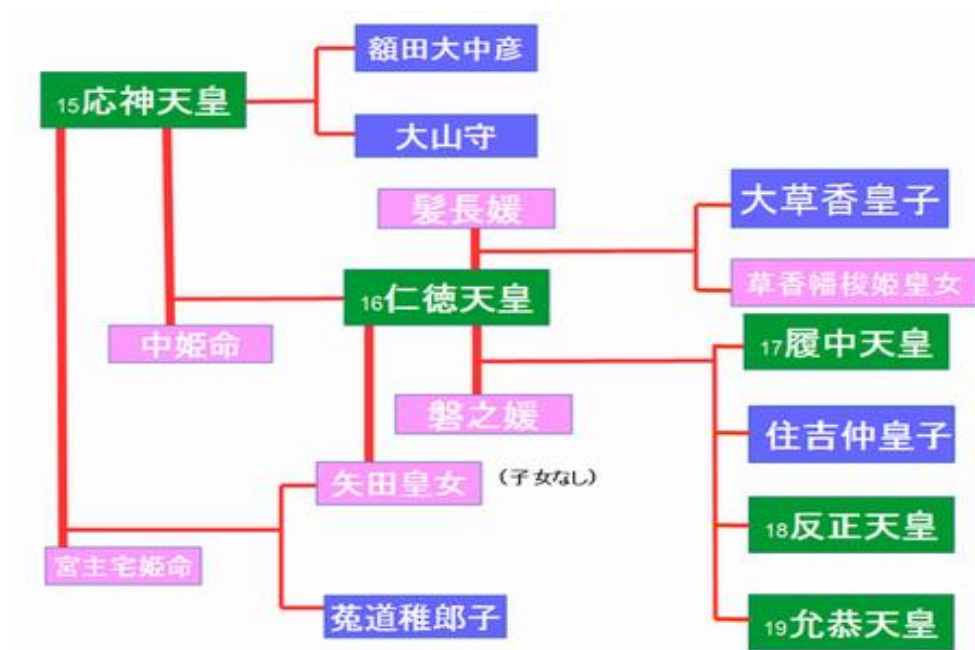 額田大中彦
15応神天皇
大山守
髪長媛
大草香皇子
草香幡梭姫皇女
16仁徳天皇
中姫命
17履中天皇
磐之媛
住吉仲皇子
矢田皇女
(子女なし)
18反正天皇
宮主宅姫命
菟道稚郎子
19允恭天皇